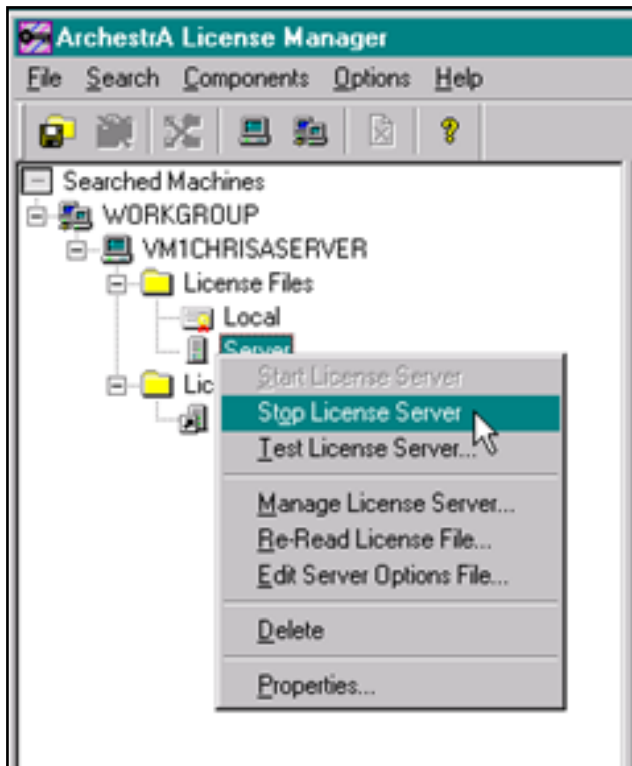 ArchestrA License Manager
File Search Components Options Help
Searched Machines
WORKGROUP
VM1CHRISASERVER
License Files
Local
Server
Lic
Start License Server
Stop License Server
Test License Server...
Manage License Server...
Re-Read License File...
Edit Server Options File...
Delete
Properties...